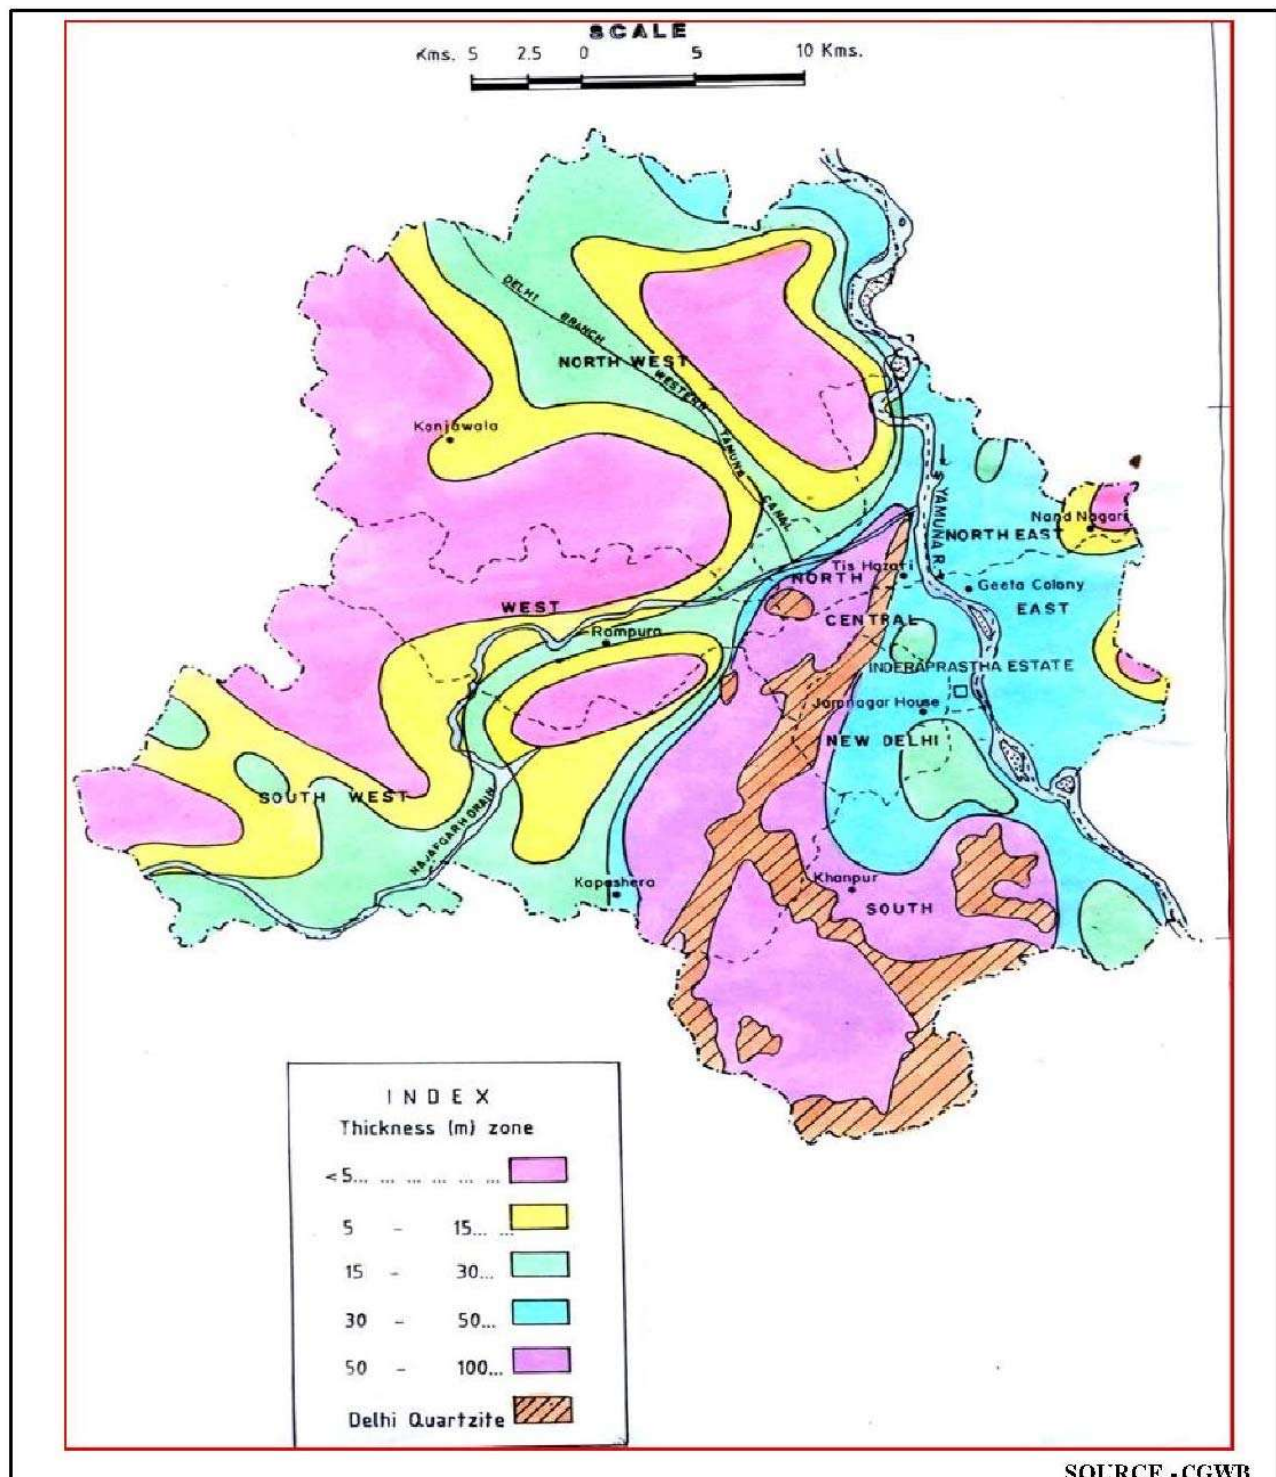 SCALE
Kms. 5 2.5 0 5 10 Kms.
DELHI BRANCH WESTERN YAMUNA CANAL
NORTH WEST
Kanjawala
YAMUNA R
Nand Nagari
NORTH EAST
Tis Hazari
NORTH
Geeta Colony
WEST
EAST
CENTRAL
Rampura
INDERAPRASTHA ESTATE
Jamnagar House
NEW DELHI
SOUTH WEST
NAJAFGARH DRAIN
Kapashera
Khanpur
SOUTH
INDEX
Thickness (m) zone
<5... ... ... ... ... ...
5 - 15... ...
15 - 30...
30 - 50...
50 - 100...
Delhi Quartzite
SOURCE - CGWB